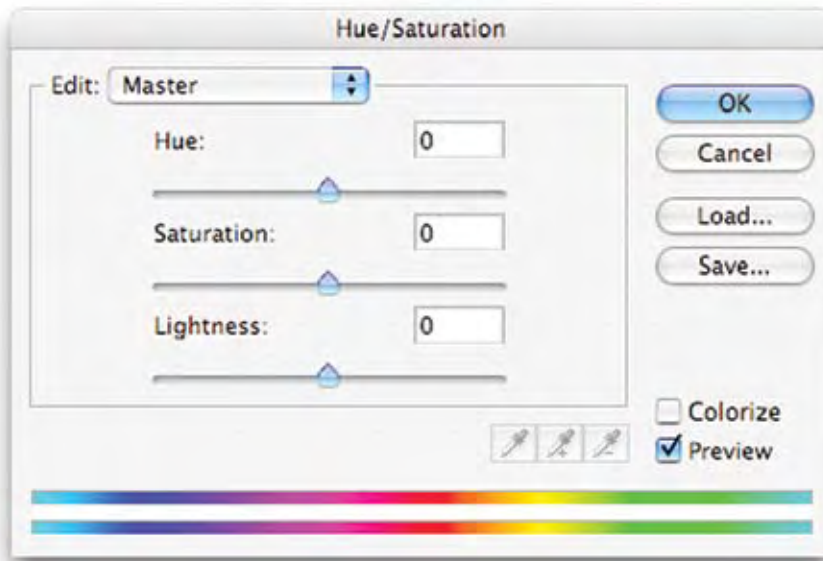 Hue/Saturation
Edit: Master
Hue: 0
Saturation: 0
Lightness: 0
OK
Cancel
Load...
Save...
Colorize
Preview